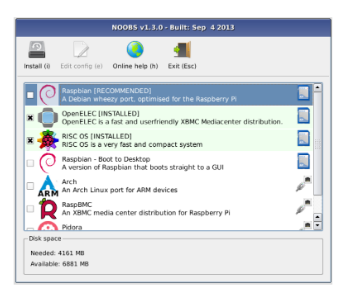 NOOBS v1.3.0 - Built: Sep 4 2013
Install (i) Edit config (e) Online help (h) Exit (Esc)
Raspbian [RECOMMENDED]
A Debian wheezy port, optimised for the Raspberry Pi
OpenELEC [INSTALLED]
OpenELEC is a fast and userfriendly XBMC Mediacenter distribution.
RISC OS [INSTALLED]
RISC OS is a very fast and compact system
Raspbian - Boot to Desktop
A version of Raspbian that boots straight to a GUI
Arch
An Arch Linux port for ARM devices
ARM
RaspBMC
An XBMC media center distribution for Raspberry Pi
Pidora
Disk space
Needed: 4161 MB
Available: 6881 MB